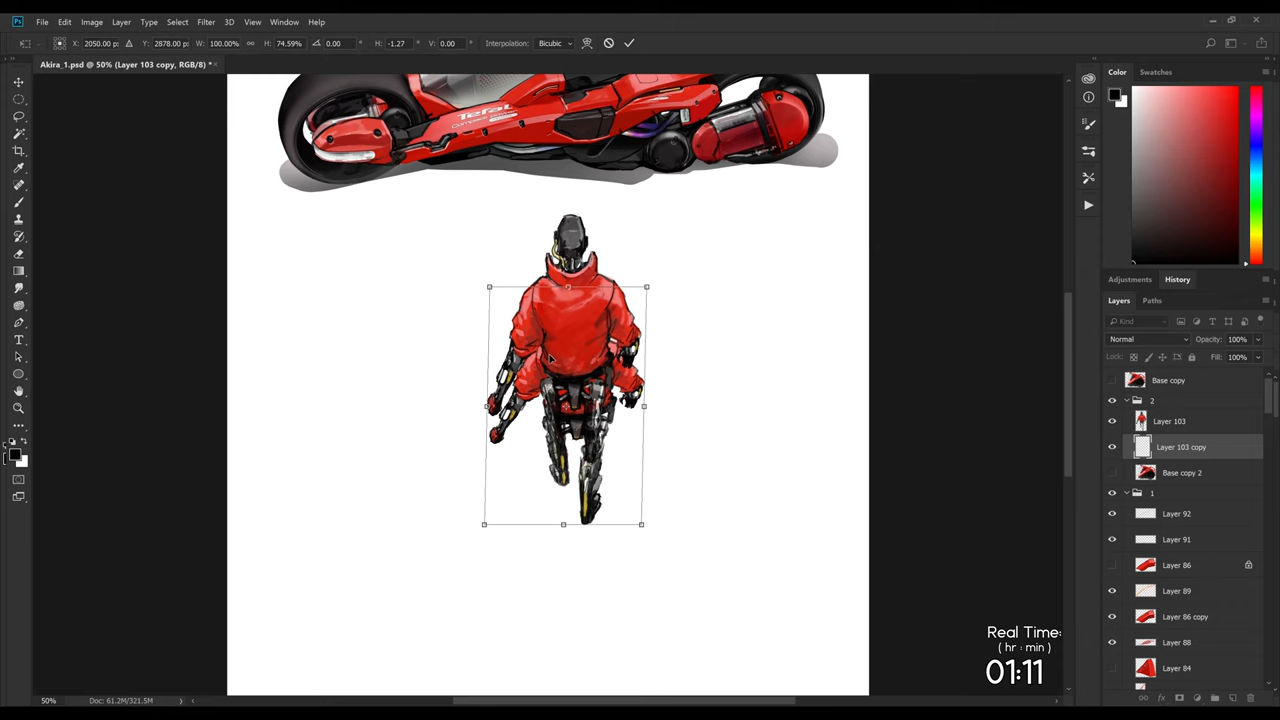 Ps File Edit Image Layer Type Select Filter 3D View Window Help
X: 2050.00 p: Y: 2878.00 p: W: 100.00% H: 74.59% 0.00 ° H: -1.27 ° V: 0.00 ° Interpolation: Bicubic
Akira_1.psd @ 50% (Layer 103 copy, RGB/8) * ×
Color Swatches
Tefal
Adjustments History
Layers Paths
Kind
Normal Opacity: 100%
Lock: Fill: 100%
Base copy
2
Layer 103
Layer 103 copy
Base copy 2
1
Layer 92
Layer 91
Layer 86
Layer 89
Layer 86 copy
Layer 88
Layer 84
Real Time:
( hr : min )
01:11
50% Doc: 61.2M/321.5M